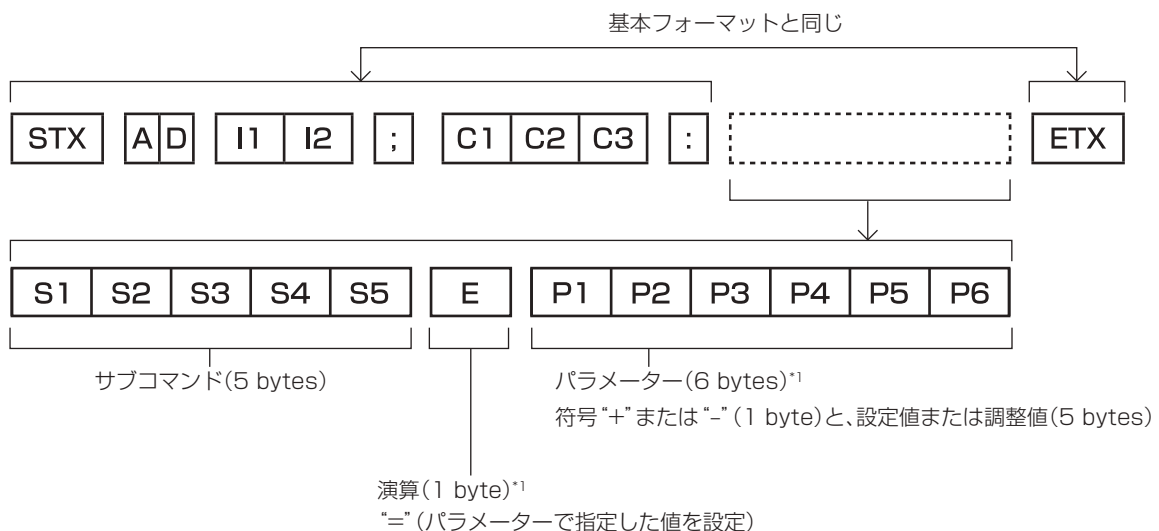 基本フォーマットと同じ
STX A D I1 I2 ; C1 C2 C3 : ETX
S1 S2 S3 S4 S5 E P1 P2 P3 P4 P5 P6
サブコマンド(5 bytes)
パラメーター(6 bytes)*1
符号“+”または“–”(1 byte)と、設定値または調整値(5 bytes)
演算(1 byte)*1
“=”(パラメーターで指定した値を設定)